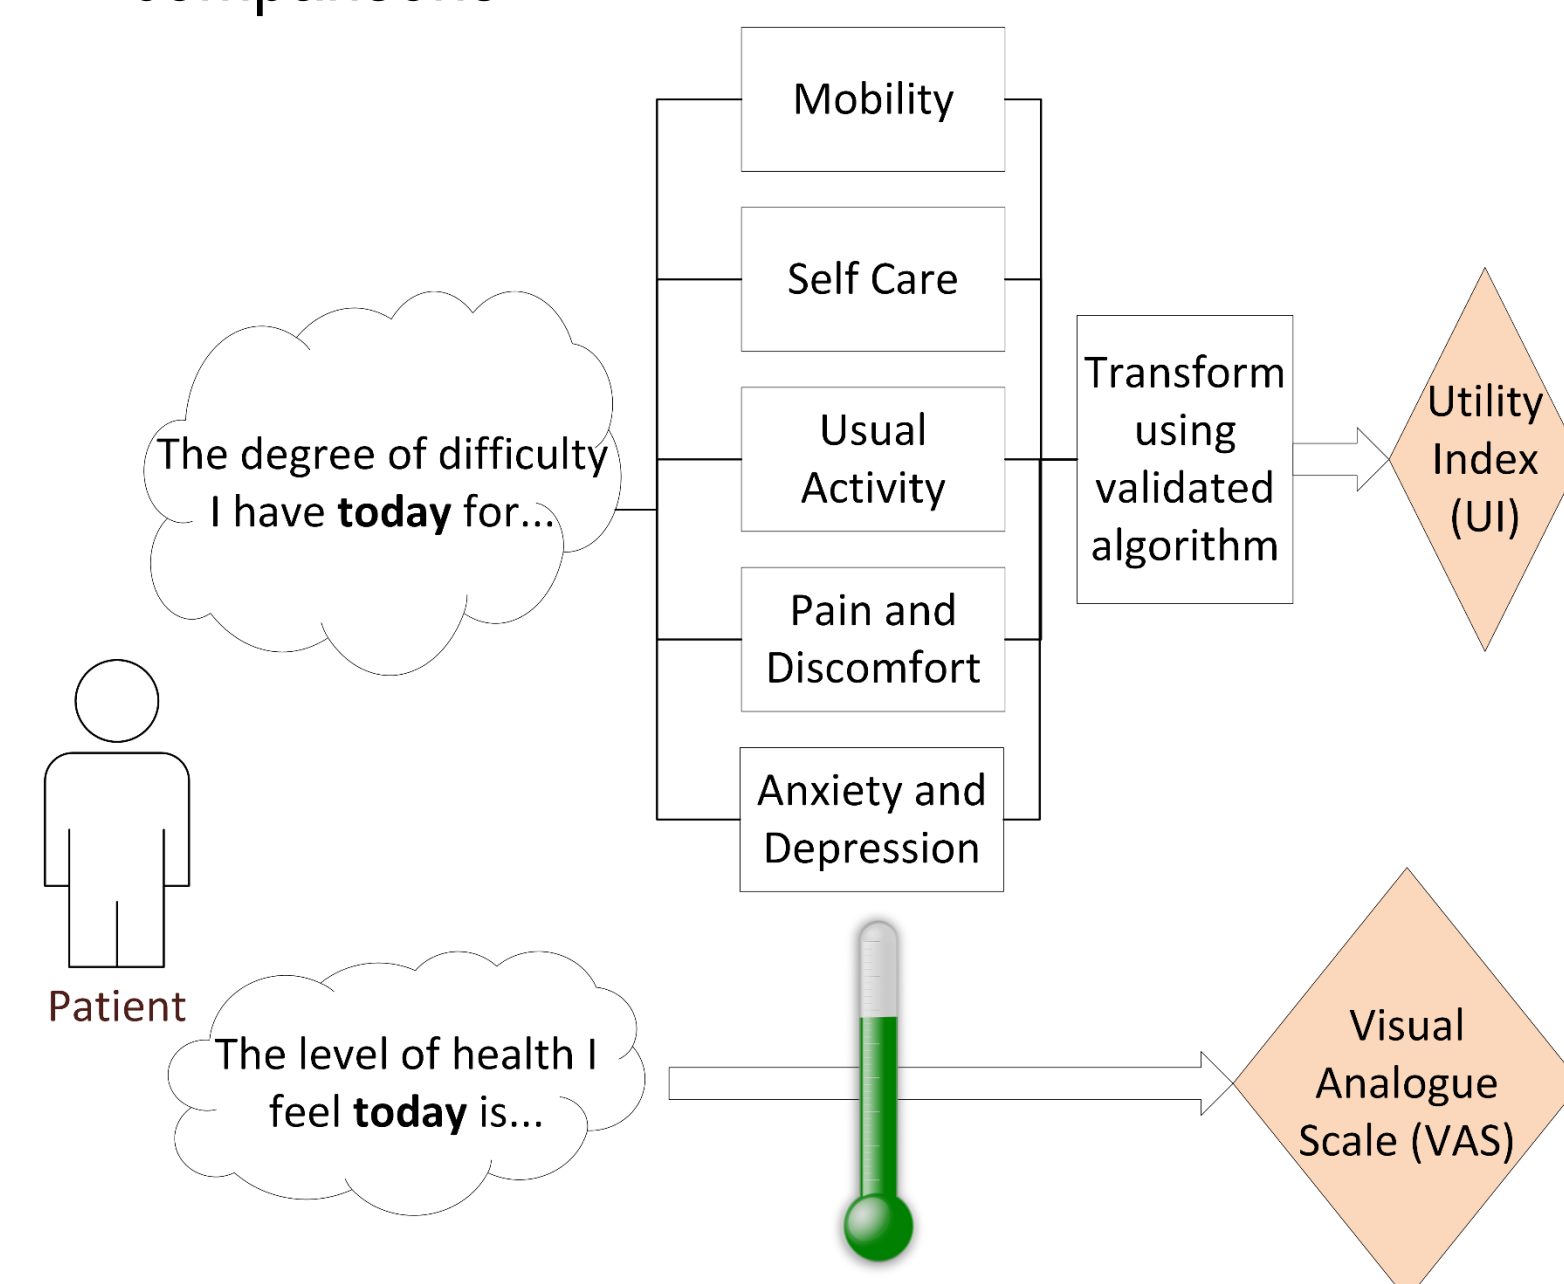 Mobility
Self Care
Usual
Activity
Pain and
Discomfort
Anxiety and
Depression
The degree of difficulty
I have today for...
Transform
using
validated
algorithm
Utility
Index
(UI)
Patient
The level of health I
feel today is...
Visual
Analogue
Scale (VAS)